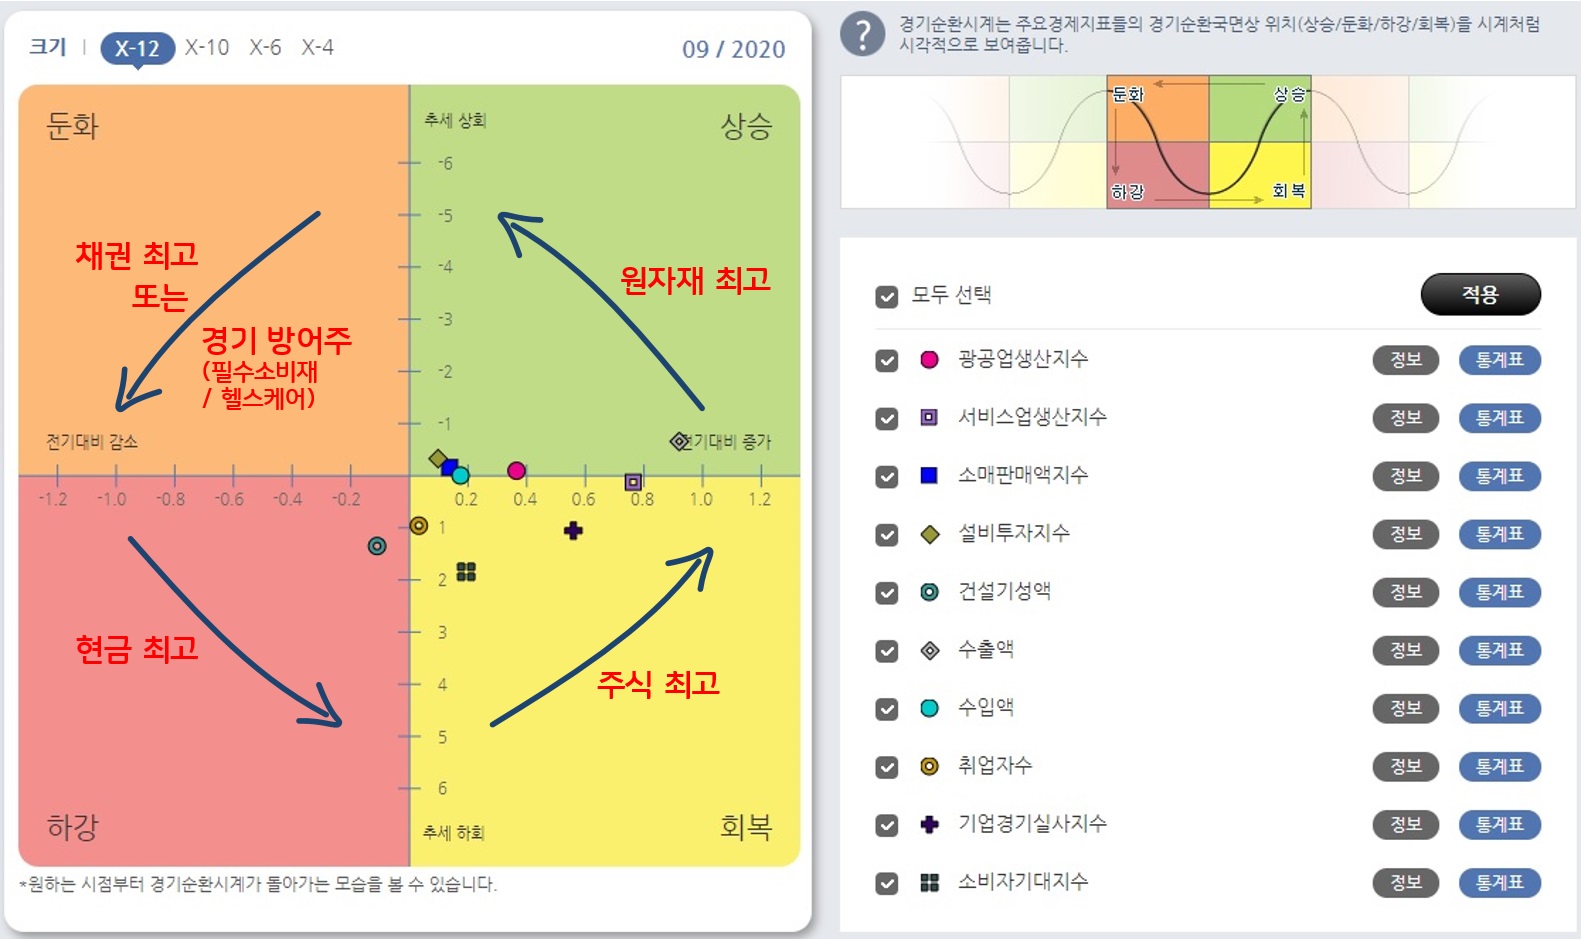 크기 | X-12 X-10 X-6 X-4 09 / 2020
둔화
추세 상회
상승
-6
-5
-4
-3
-2
-1
채권 최고
또는
경기 방어주
(필수소비재
/ 헬스케어)
원자재 최고
전기대비 감소
전기대비 증가
-1.2 -1.0 -0.8 -0.6 -0.4 -0.2 0.2 0.4 0.6 0.8 1.0 1.2
1
2
3
4
5
6
현금 최고
주식 최고
하강
추세 하회
회복
*원하는 시점부터 경기순환시계가 돌아가는 모습을 볼 수 있습니다.
?
경기순환시계는 주요경제지표들의 경기순환국면상 위치(상승/둔화/하강/회복)을 시계처럼
시각적으로 보여줍니다.
둔화 상승
하강 회복
모두 선택 적용
광공업생산지수 정보 통계표
서비스업생산지수 정보 통계표
소매판매액지수 정보 통계표
설비투자지수 정보 통계표
건설기성액 정보 통계표
수출액 정보 통계표
수입액 정보 통계표
취업자수 정보 통계표
기업경기실사지수 정보 통계표
소비자기대지수 정보 통계표